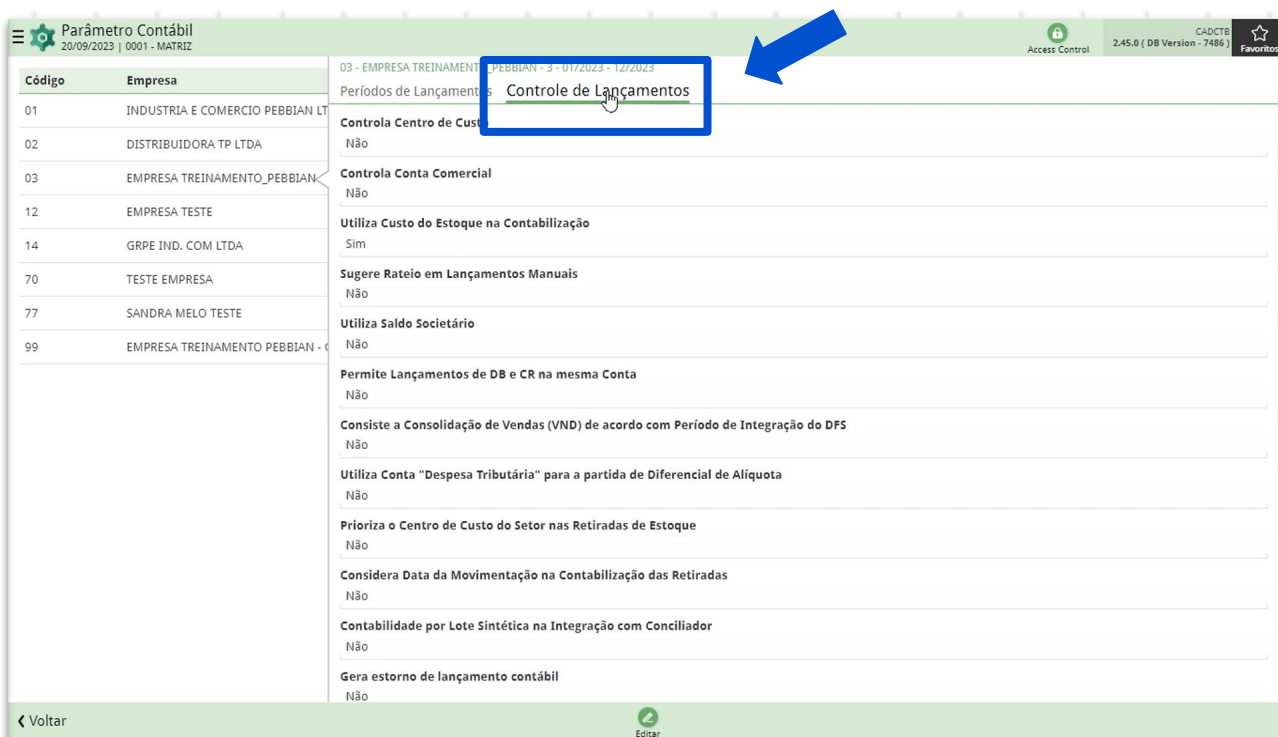 Parâmetro Contábil
20/09/2023 | 0001 - MATRIZ
Access Control
CADCTB
2.45.0 ( DB Version - 7486 )
Favoritos
Código Empresa
01 INDUSTRIA E COMERCIO PEBBIAN LT
02 DISTRIBUIDORA TP LTDA
03 EMPRESA TREINAMENTO_PEBBIAN
12 EMPRESA TESTE
14 GRPE IND. COM LTDA
70 TESTE EMPRESA
77 SANDRA MELO TESTE
99 EMPRESA TREINAMENTO PEBBIAN -
03 - EMPRESA TREINAMENTO_PEBBIAN - 3 - 01/2023 - 12/2023
Períodos de Lançamentos Controle de Lançamentos
Controla Centro de Custo
Não
Controla Conta Comercial
Não
Utiliza Custo do Estoque na Contabilização
Sim
Sugere Rateio em Lançamentos Manuais
Não
Utiliza Saldo Societário
Não
Permite Lançamentos de DB e CR na mesma Conta
Não
Consiste a Consolidação de Vendas (VND) de acordo com Período de Integração do DFS
Não
Utiliza Conta "Despesa Tributária" para a partida de Diferencial de Alíquota
Não
Prioriza o Centro de Custo do Setor nas Retiradas de Estoque
Não
Considera Data da Movimentação na Contabilização das Retiradas
Não
Contabilidade por Lote Sintética na Integração com Conciliador
Não
Gera estorno de lançamento contábil
Não
Voltar
Editar